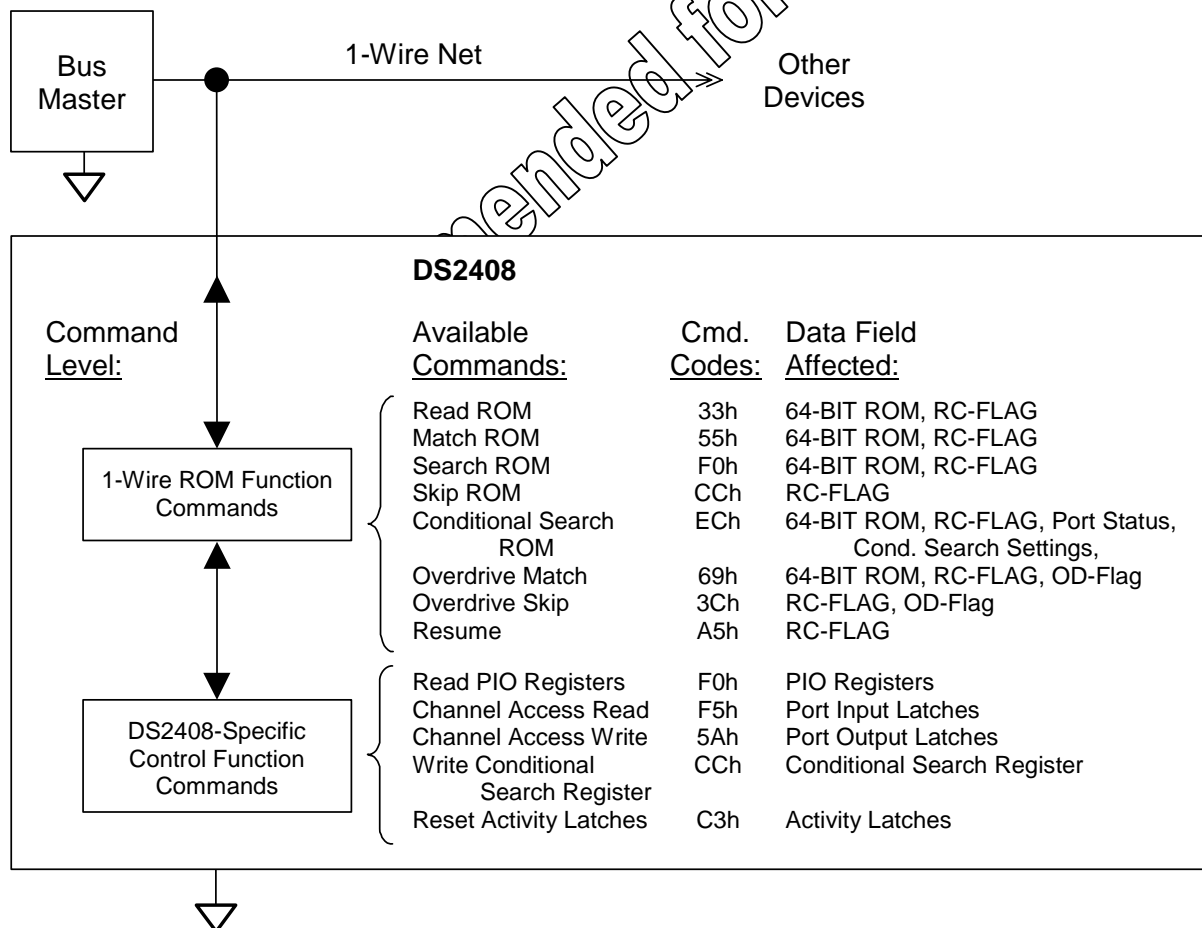 Bus
Master
1-Wire Net
Other
Devices
mended for
DS2408
Command
Level:
Available
Commands:
Cmd.
Codes:
Data Field
Affected:
1-Wire ROM Function
Commands
Read ROM 33h 64-BIT ROM, RC-FLAG
Match ROM 55h 64-BIT ROM, RC-FLAG
Search ROM F0h 64-BIT ROM, RC-FLAG
Skip ROM CCh RC-FLAG
Conditional Search ECh 64-BIT ROM, RC-FLAG, Port Status,
ROM Cond. Search Settings,
Overdrive Match 69h 64-BIT ROM, RC-FLAG, OD-Flag
Overdrive Skip 3Ch RC-FLAG, OD-Flag
Resume A5h RC-FLAG
DS2408-Specific
Control Function
Commands
Read PIO Registers F0h PIO Registers
Channel Access Read F5h Port Input Latches
Channel Access Write 5Ah Port Output Latches
Write Conditional CCh Conditional Search Register
Search Register
Reset Activity Latches C3h Activity Latches